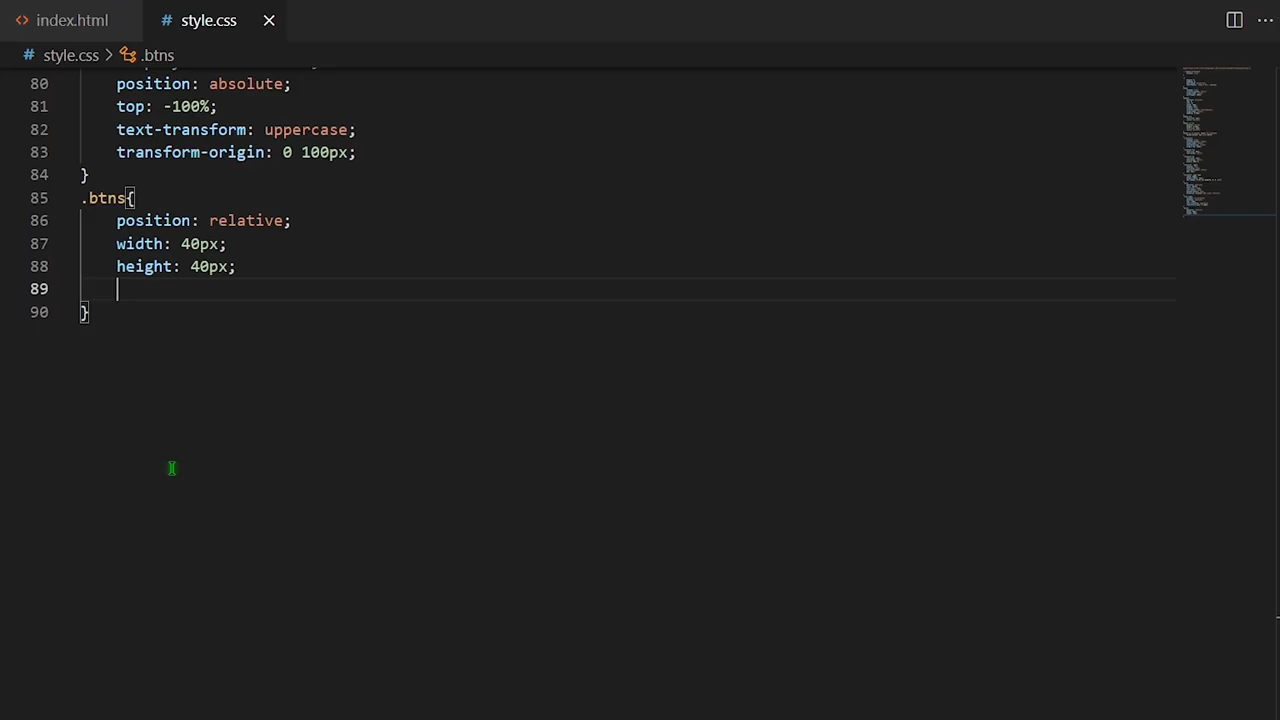 <> index.html
# style.css
# style.css > .btns
80 position: absolute;
81 top: -100%;
82 text-transform: uppercase;
83 transform-origin: 0 100px;
84 }
85 .btns{
86 position: relative;
87 width: 40px;
88 height: 40px;
89
90 }